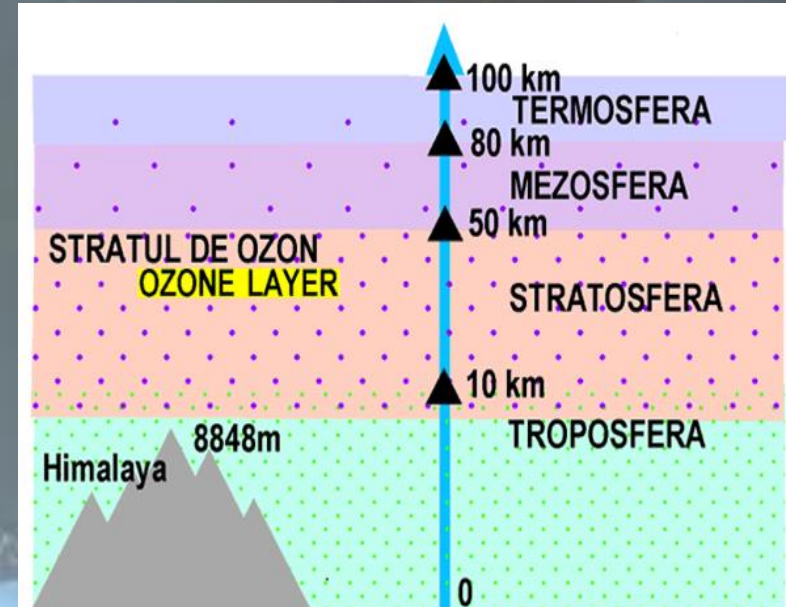 100 km
TERMOSFERA
80 km
MEZOSFERA
50 km
STRATUL DE OZON
OZONE LAYER
STRATOSFERA
10 km
TROPOSFERA
8848m
Himalaya
0